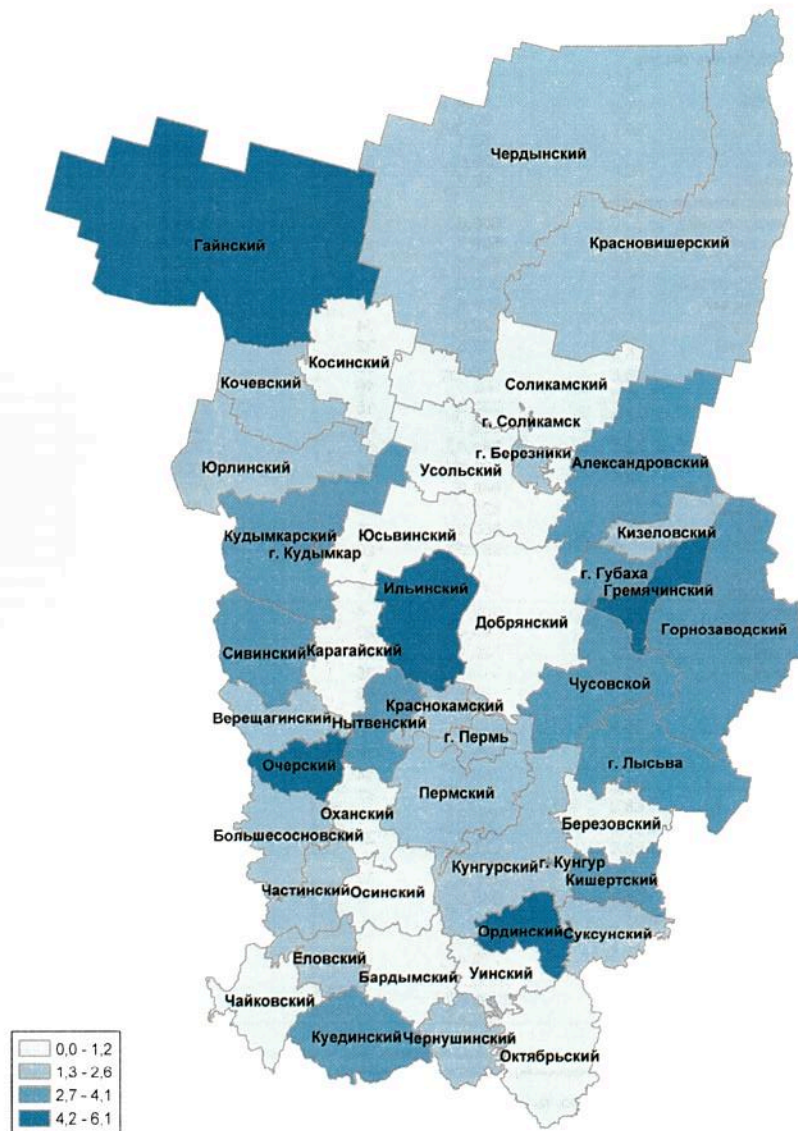 Чердынский
Гайнский
Красновишерский
Косинский
Кочевский
Соликамский
г. Соликамск
г. Березники
Юрлинский
Усольский
Александровский
Кудымкарский
Юсьвинский
Кизеловский
г. Кудымкар
г. Губаха
Ильинский
Гремячинский
Добрянский
Горнозаводский
Сивинский
Карагайский
Чусовской
Краснокамский
Верещагинский
Нытвенский
г. Пермь
Очерский
г. Лысьва
Пермский
Оханский
Березовский
Большесосновский
Кунгурский
г. Кунгур
Кишертский
Частинский
Осинский
Ординский
Суксунский
Еловский
Бардымский
Уинский
Чайковский
Куединский
Чернушинский
Октябрьский
0,0 - 1,2
1,3 - 2,6
2,7 - 4,1
4,2 - 6,1